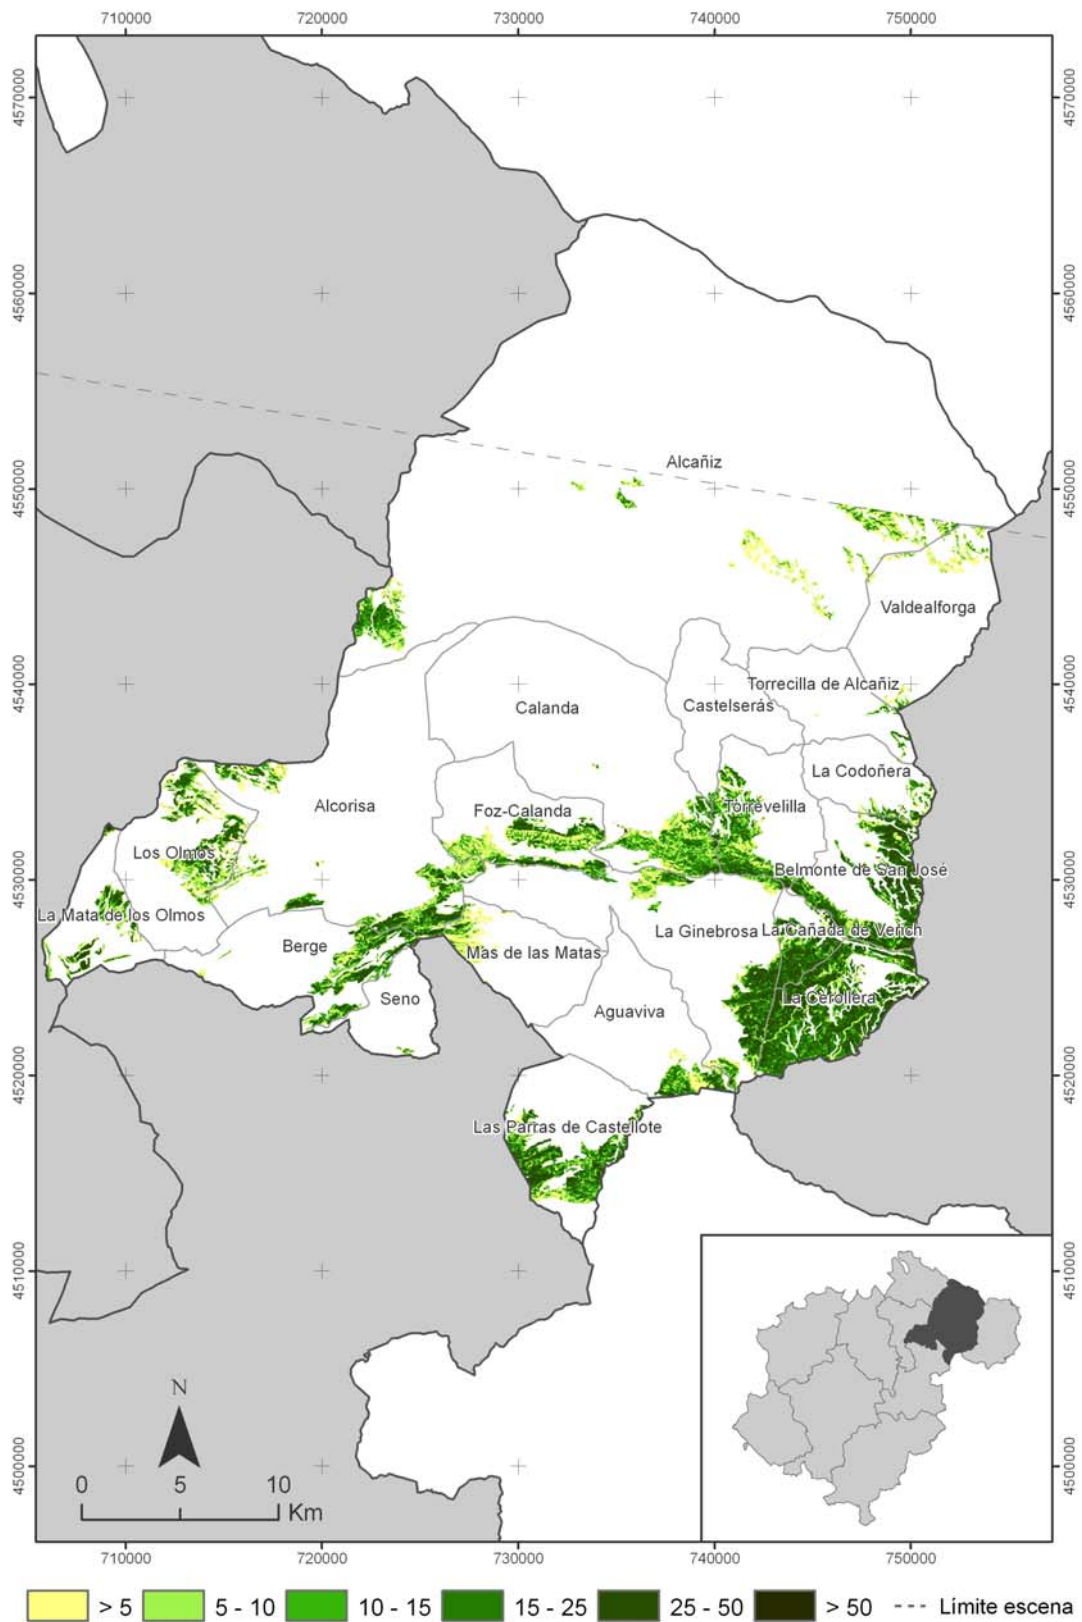 710000 720000 730000 740000 750000
4570000 4570000
4560000 4560000
Alcañiz
4550000 4550000
Valdealforga
4540000 4540000
Torrecilla de Alcañiz
Castelserás
Calanda
La Codoñera
Alcorisa
Foz-Calanda
Torrevelilla
Los Olmos
4530000 4530000
Belmonte de San José
La Mata de los Olmos
La Ginebrosa
La Cañada de Verich
Berge
Mas de las Matas
Seno
La Cerollera
Aguaviva
4520000 4520000
Las Parras de Castellote
4510000 4510000
N
4500000 4500000
0 5 10
Km
710000 720000 730000 740000 750000
> 5 5 - 10 10 - 15 15 - 25 25 - 50 > 50 Límite escena